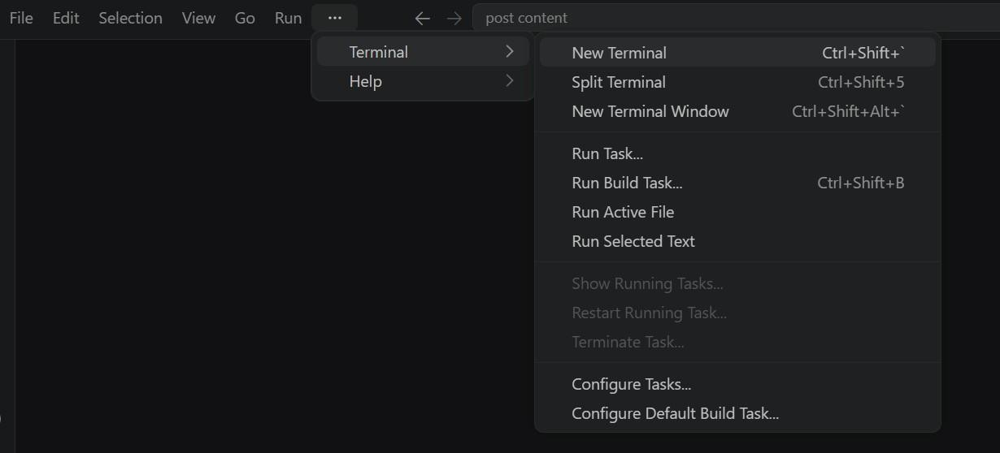 File Edit Selection View Go Run ··· ← → post content
Terminal >
Help >
New Terminal Ctrl+Shift+`
Split Terminal Ctrl+Shift+5
New Terminal Window Ctrl+Shift+Alt+`
Run Task...
Run Build Task... Ctrl+Shift+B
Run Active File
Run Selected Text
Show Running Tasks...
Restart Running Task...
Terminate Task...
Configure Tasks...
Configure Default Build Task...